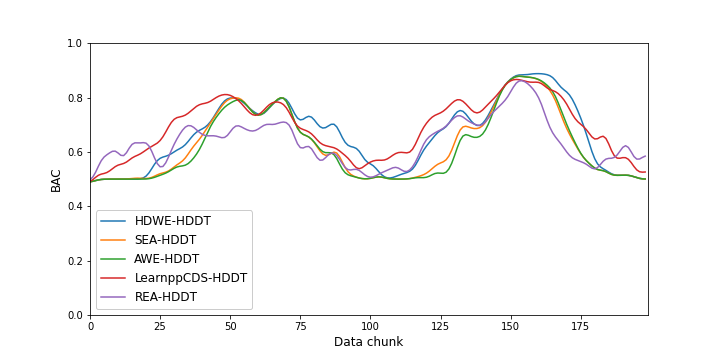 1.0
0.8
0.6
0.4
0.2
0.0
BAC
HDWE-HDDT
SEA-HDDT
AWE-HDDT
LearnppCDS-HDDT
REA-HDDT
0 25 50 75 100 125 150 175
Data chunk